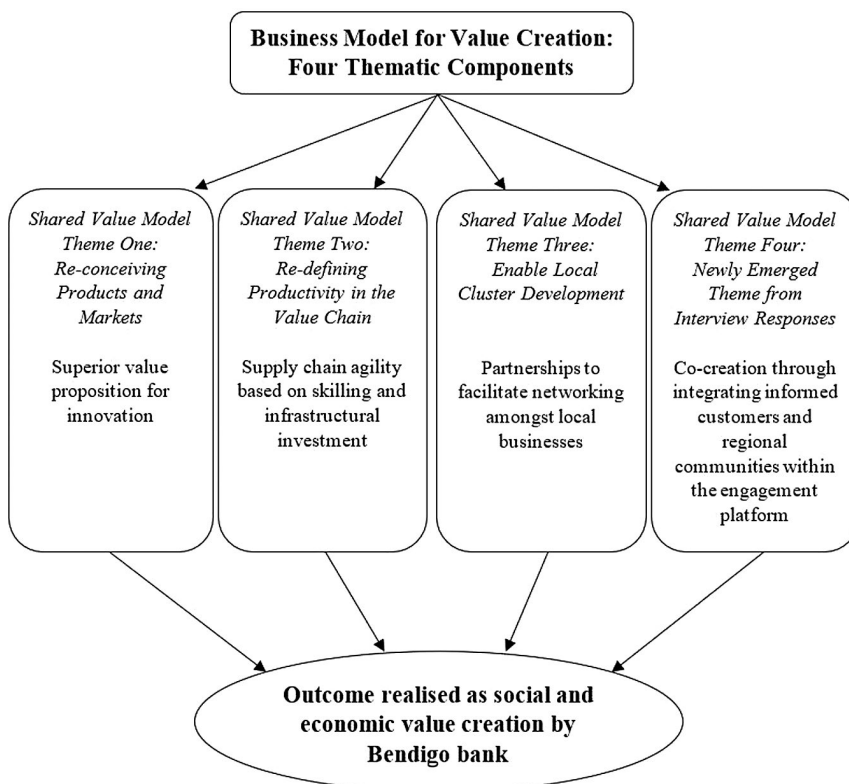 Business Model for Value Creation:
Four Thematic Components
Shared Value Model
Theme One:
Re-conceiving
Products and
Markets
Superior value
proposition for
innovation
Shared Value Model
Theme Two:
Re-defining
Productivity in the
Value Chain
Supply chain agility
based on skilling and
infrastructural
investment
Shared Value Model
Theme Three:
Enable Local
Cluster Development
Partnerships to
facilitate networking
amongst local
businesses
Shared Value Model
Theme Four:
Newly Emerged
Theme from
Interview Responses
Co-creation through
integrating informed
customers and
regional
communities within
the engagement
platform
Outcome realised as social and
economic value creation by
Bendigo bank